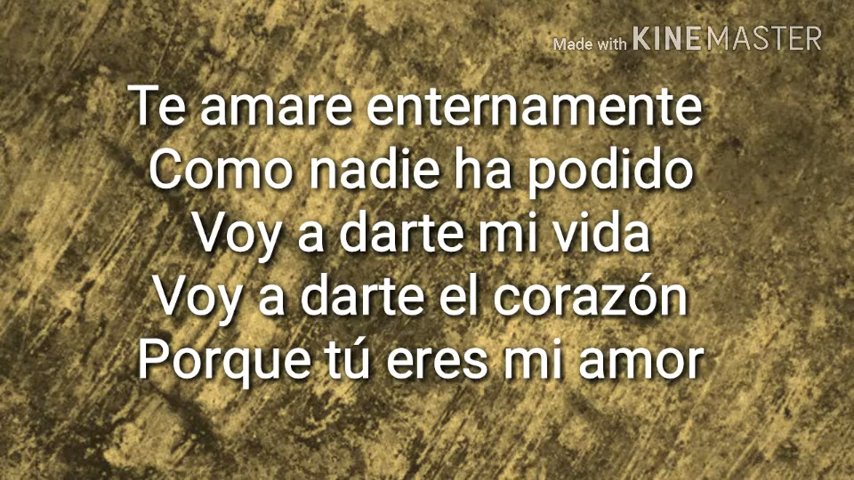 Made with KINEMASTER
Te amare enternamente
Como nadie ha podido
Voy a darte mi vida
Voy a darte el corazón
Porque tú eres mi amor